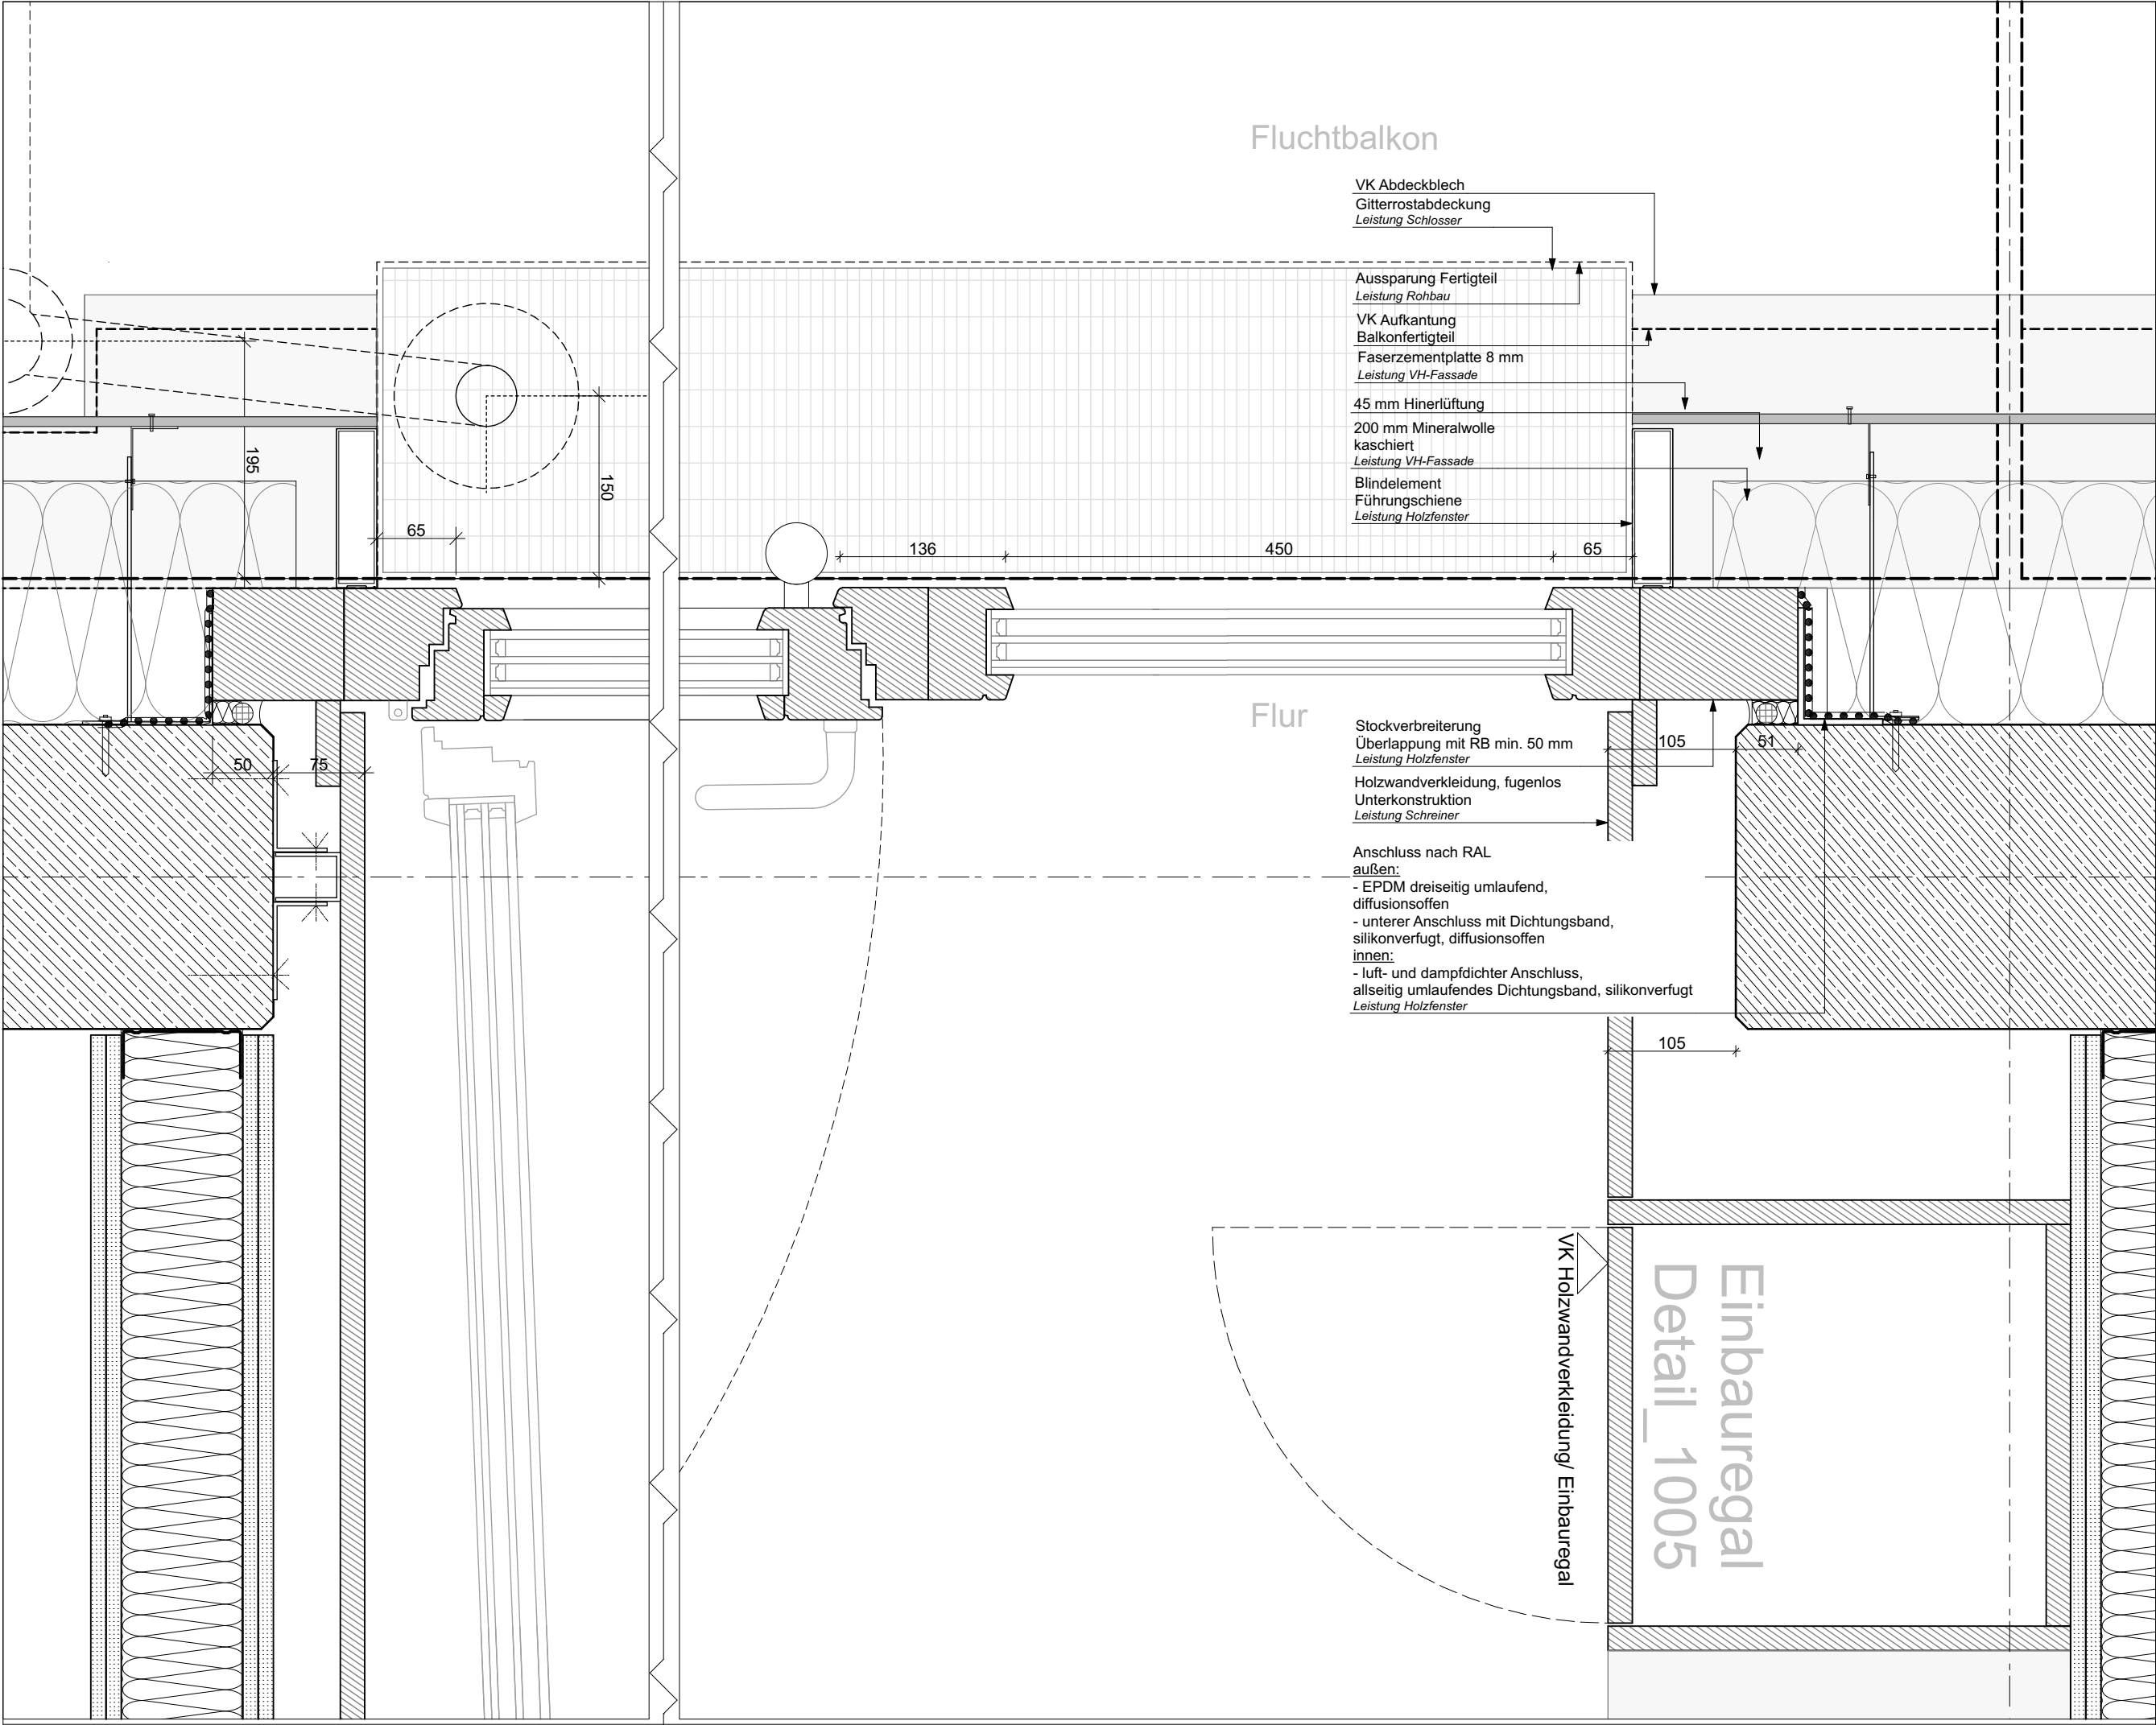 Fluchtbalkon
VK Abdeckblech
Gitterrostabdeckung
Leistung Schlosser
Aussparung Fertigteil
Leistung Rohbau
VK Aufkantung
Balkonfertigteil
Faserzementplatte 8 mm
Leistung VH-Fassade
45 mm Hinerlüftung
200 mm Mineralwolle
kaschiert
Leistung VH-Fassade
Blindelement
Führungschiene
Leistung Holzfenster
195
150
65
136
450
65
Flur
Stockverbreiterung
Überlappung mit RB min. 50 mm
Leistung Holzfenster
105
51
50
75
Holzwandverkleidung, fugenlos
Unterkonstruktion
Leistung Schreiner
Anschluss nach RAL
außen:
- EPDM dreiseitig umlaufend,
diffusionsoffen
- unterer Anschluss mit Dichtungsband,
silikonverfugt, diffusionsoffen
innen:
- luft- und dampfdichter Anschluss,
allseitig umlaufendes Dichtungsband, silikonverfugt
Leistung Holzfenster
105
VK Holzwandverkleidung/ Einbauregal
Einbauregal
Detail_1005